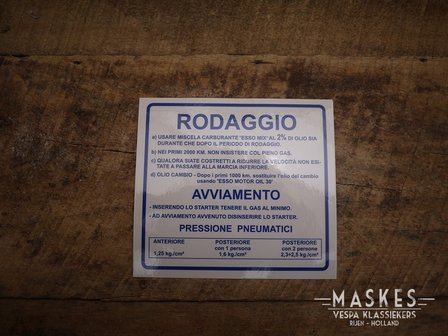 RODAGGIO
a) USARE MISCELA CARBURANTE "ESSO MIX" AL 2% DI OLIO SIA
DURANTE CHE DOPO IL PERIODO DI RODAGGIO.
b) NEI PRIMI 2000 KM. NON INSISTERE COL PIENO GAS.
c) QUALORA SIATE COSTRETTI A RIDURRE LA VELOCITÀ NON ESI-
TATE A PASSARE ALLA MARCIA INFERIORE.
d) OLIO CAMBIO - Dopo i primi 1000 km. sostituire l'olio del cambio
usando "ESSO MOTOR OIL 30"
AVVIAMENTO
- INSERENDO LO STARTER TENERE IL GAS AL MINIMO.
- AD AVVIAMENTO AVVENUTO DISINSERIRE LO STARTER.
PRESSIONE PNEUMATICI
ANTERIORE POSTERIORE POSTERIORE
con 1 persona con 2 persone
1,25 kg./cm² 1,6 kg./cm² 2,3÷2,5 kg./cm²
MASKES
VESPA KLASSIEKERS
RIJEN - HOLLAND